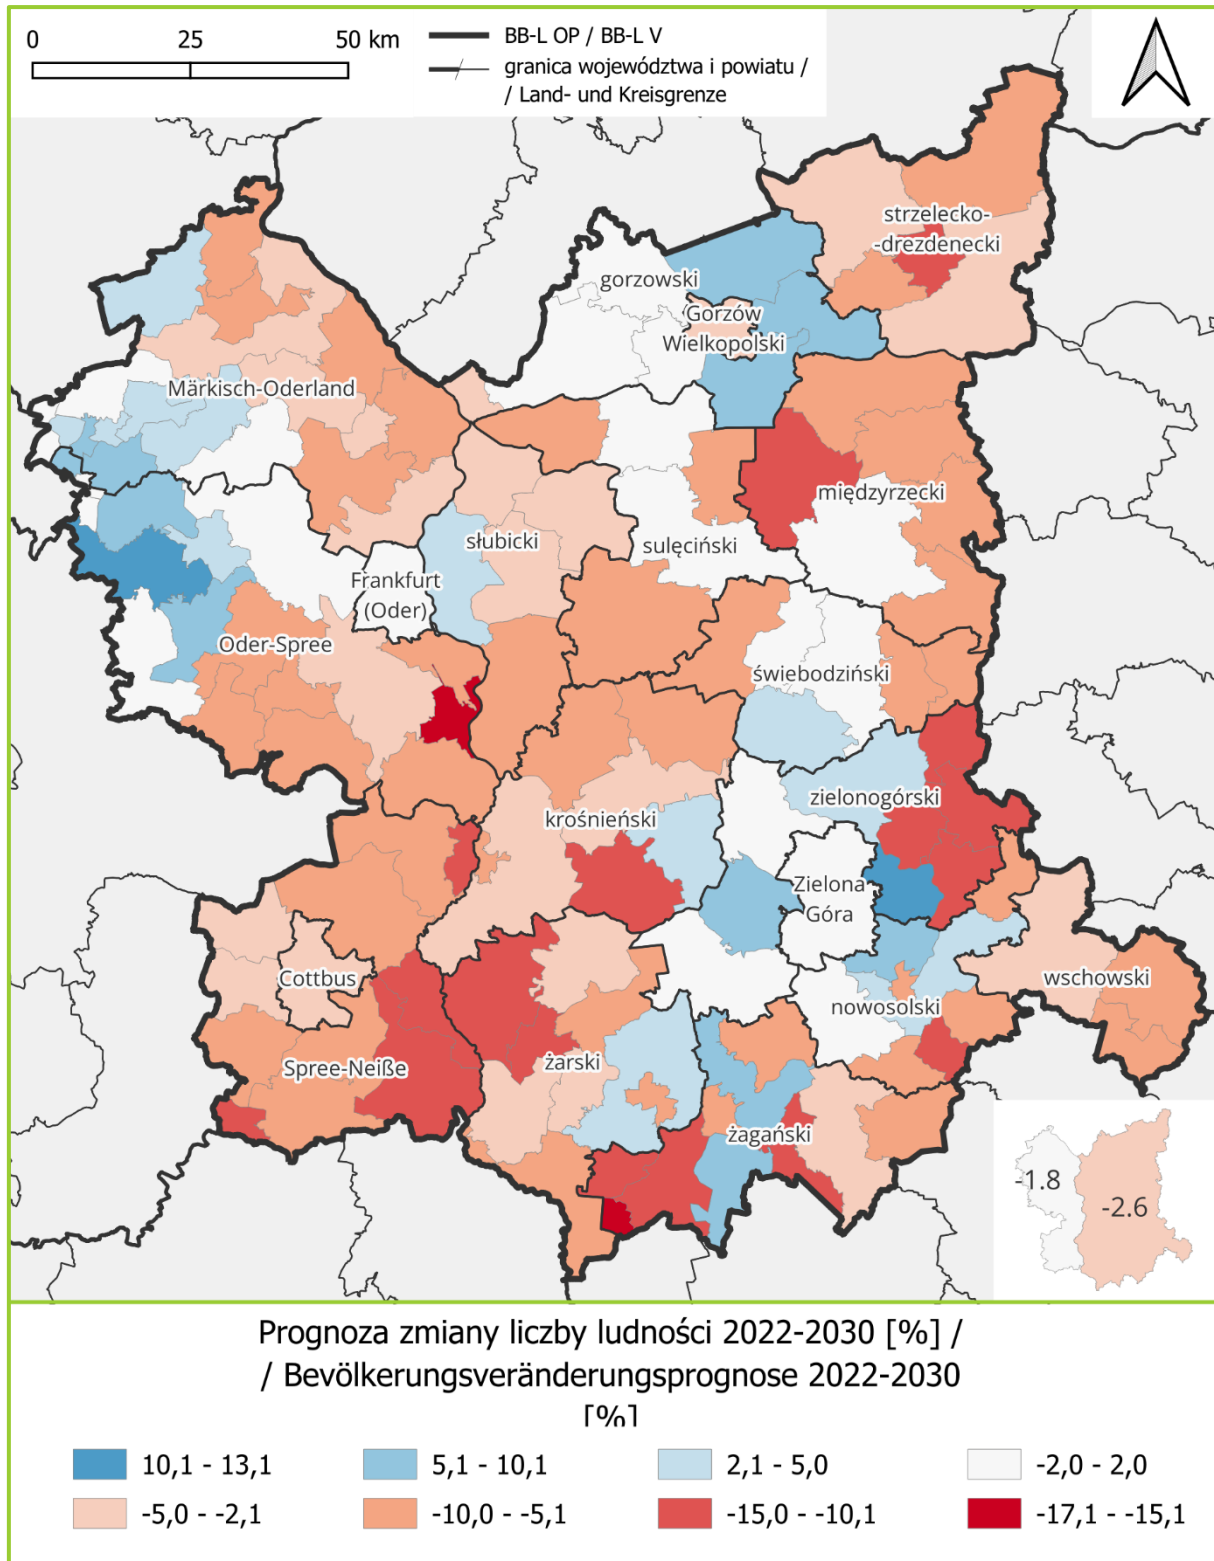 0 25 50 km
BB-L OP / BB-L V
granica województwa i powiatu /
/ Land- und Kreisgrenze
strzelecko-
-drezdenecki
gorzowski
Gorzów
Wielkopolski
Märkisch-Oderland
międzyrzecki
słubicki
sulęciński
Frankfurt
(Oder)
Oder-Spree
świebodziński
zielonogórski
krośnieński
Zielona
Góra
Cottbus
wschowski
nowosolski
Spree-Neiße
żarski
żagański
-1.8
-2.6
Prognoza zmiany liczby ludności 2022-2030 [%] /
/ Bevölkerungsveränderungsprognose 2022-2030
[%]
10,1 - 13,1 5,1 - 10,1 2,1 - 5,0 -2,0 - 2,0
-5,0 - -2,1 -10,0 - -5,1 -15,0 - -10,1 -17,1 - -15,1